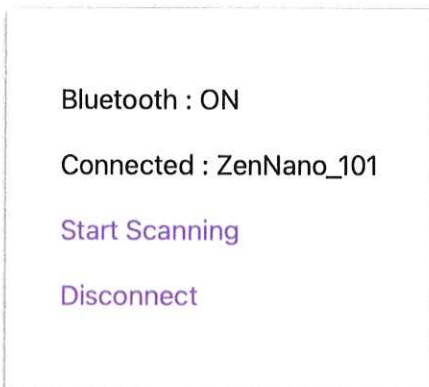 Bluetooth : ON
Connected : ZenNano_101
Start Scanning
Disconnect